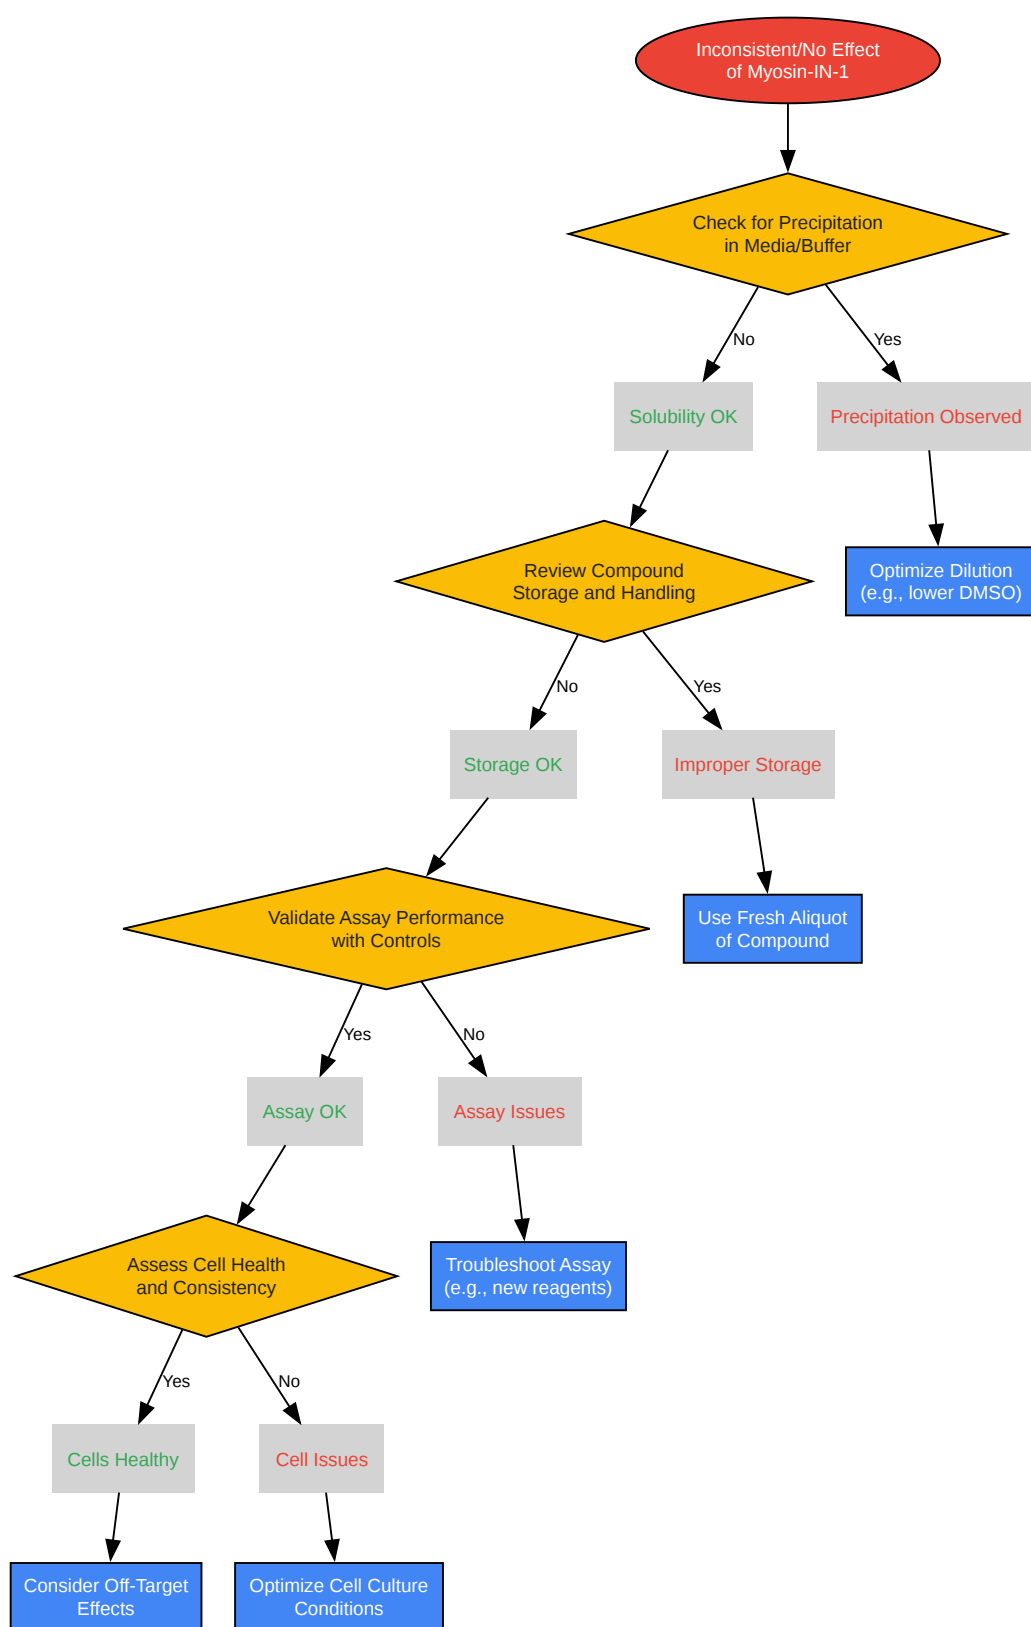 Inconsistent/No Effect
of Myosin-IN-1
Check for Precipitation
in Media/Buffer
No
Yes
Solubility OK
Precipitation Observed
Review Compound
Storage and Handling
Optimize Dilution
(e.g., lower DMSO)
No
Yes
Storage OK
Improper Storage
Validate Assay Performance
with Controls
Use Fresh Aliquot
of Compound
Yes
No
Assay OK
Assay Issues
Assess Cell Health
and Consistency
Troubleshoot Assay
(e.g., new reagents)
Yes
No
Cells Healthy
Cell Issues
Consider Off-Target
Effects
Optimize Cell Culture
Conditions